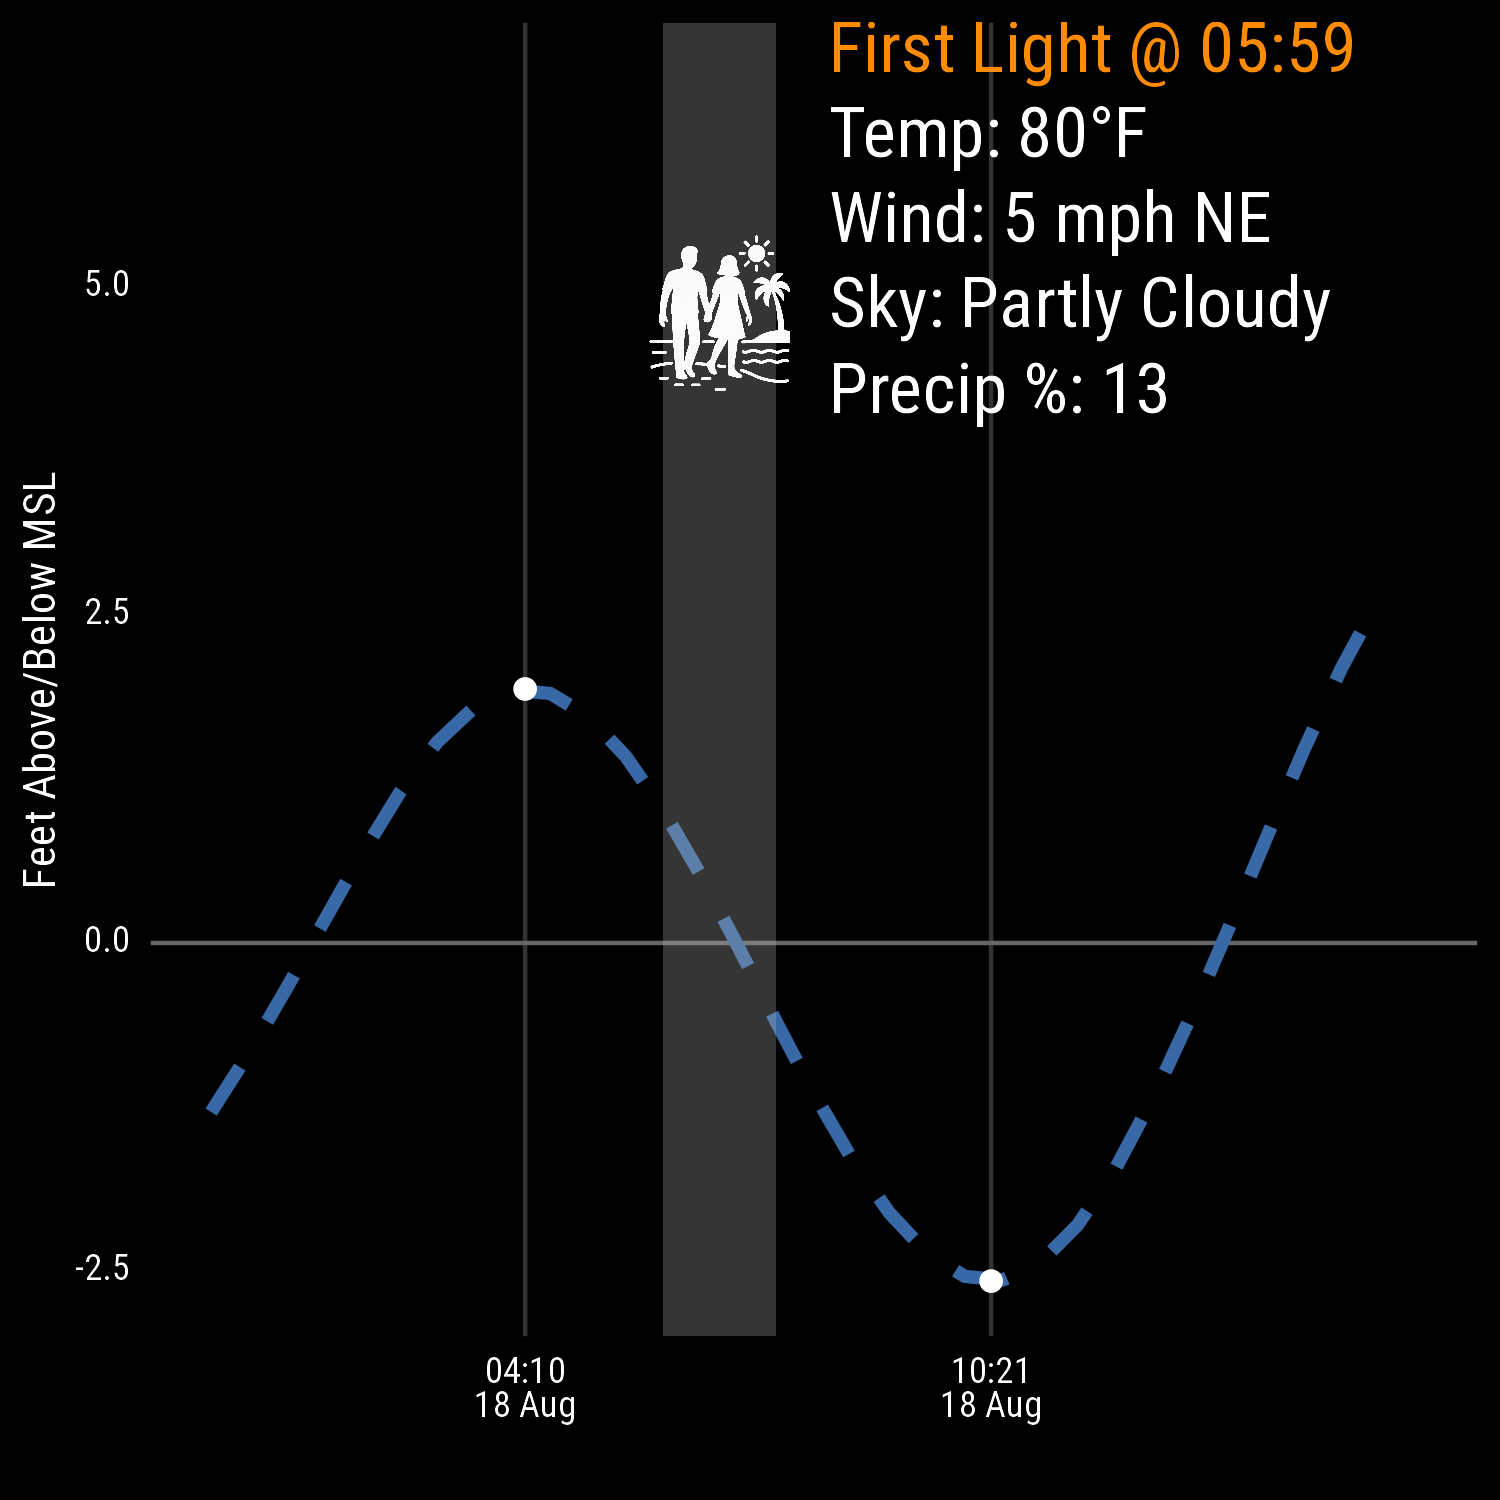 First Light @ 05:59
Temp: 80°F
Wind: 5 mph NE
Sky: Partly Cloudy
Precip %: 13
Feet Above/Below MSL
5.0
2.5
0.0
-2.5
04:10
18 Aug
10:21
18 Aug